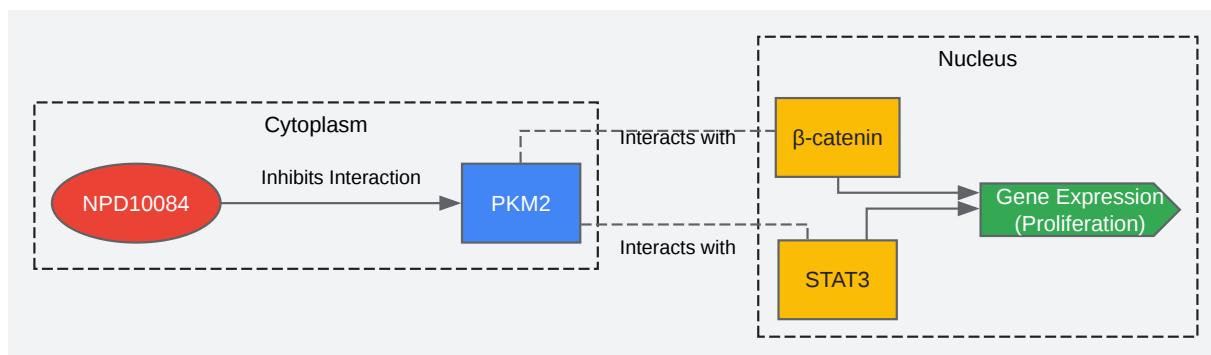 Nucleus
Cytoplasm
Interacts with
β-catenin
Inhibits Interaction
NPD10084
PKM2
Gene Expression
(Proliferation)
Interacts with
STAT3